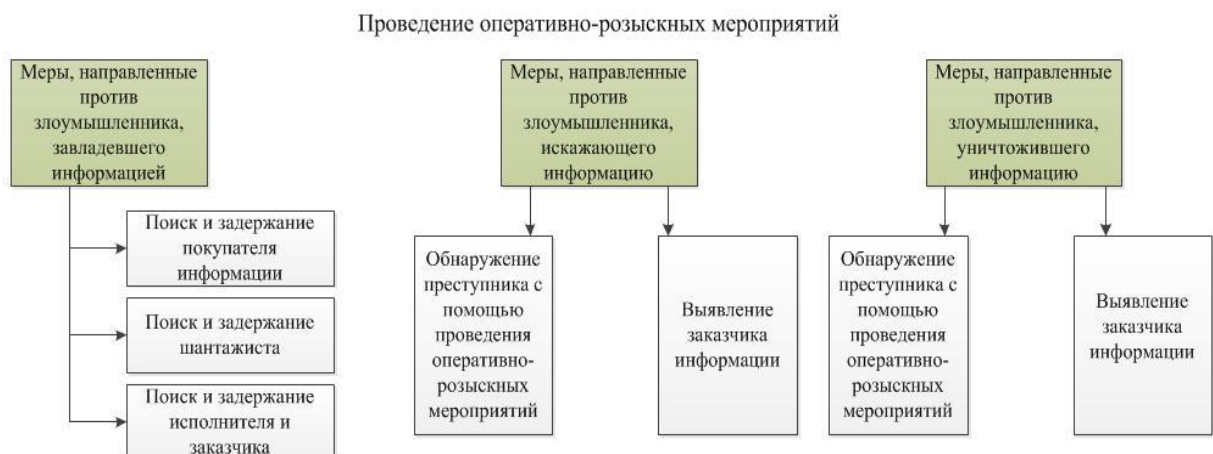 Проведение оперативно-розыскных мероприятий
Меры, направленные
против
злоумышленника,
завладевшего
информацией
Поиск и задержание
покупателя
информации
Поиск и задержание
шантажиста
Поиск и задержание
исполнителя и
заказчика
Меры, направленные
против
злоумышленника,
искажающего
информацию
Обнаружение
преступника с
помощью
проведения
оперативно-
розыскных
мероприятий
Выявление
заказчика
информации
Меры, направленные
против
злоумышленника,
уничтожившего
информацию
Обнаружение
преступника с
помощью
проведения
оперативно-
розыскных
мероприятий
Выявление
заказчика
информации